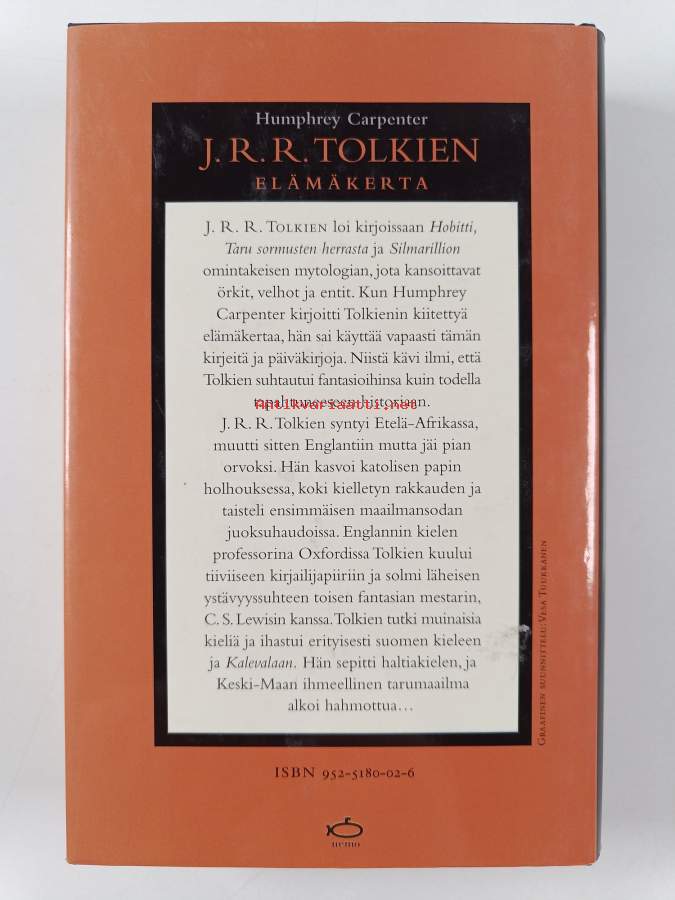 Humphrey Carpenter
J. R. R. TOLKIEN
ELÄMÄKERTA
J. R. R. TOLKIEN loi kirjoissaan Hobitti,
Taru sormusten herrasta ja Silmarillion
omintakeisen mytologian, jota kansoittavat
örkit, velhot ja entit. Kun Humphrey
Carpenter kirjoitti Tolkienin kiitettyä
elämäkertaa, hän sai käyttää vapaasti tämän
kirjeitä ja päiväkirjoja. Niistä kävi ilmi, että
Tolkien suhtautui fantasioihinsa kuin todella
tapahtuneeseen historiaan.
Antikvariaatti.net
J. R. R. Tolkien syntyi Etelä-Afrikassa,
muutti sitten Englantiin mutta jäi pian
orvoksi. Hän kasvoi katolisen papin
holhouksessa, koki kielletyn rakkauden ja
taisteli ensimmäisen maailmansodan
juoksuhaudoissa. Englannin kielen
professorina Oxfordissa Tolkien kuului
tiiviiseen kirjailijapiiriin ja solmi läheisen
ystävyyssuhteen toisen fantasian mestarin,
C. S. Lewisin kanssa. Tolkien tutki muinaisia
kieliä ja ihastui erityisesti suomen kieleen
ja Kalevalaan. Hän sepitti haltiakielen, ja
Keski-Maan ihmeellinen tarumaailma
alkoi hahmottua…
GRAAFINEN SUUNNITTELU: VESA TUUKKANEN
ISBN 952-5180-02-6
nemo